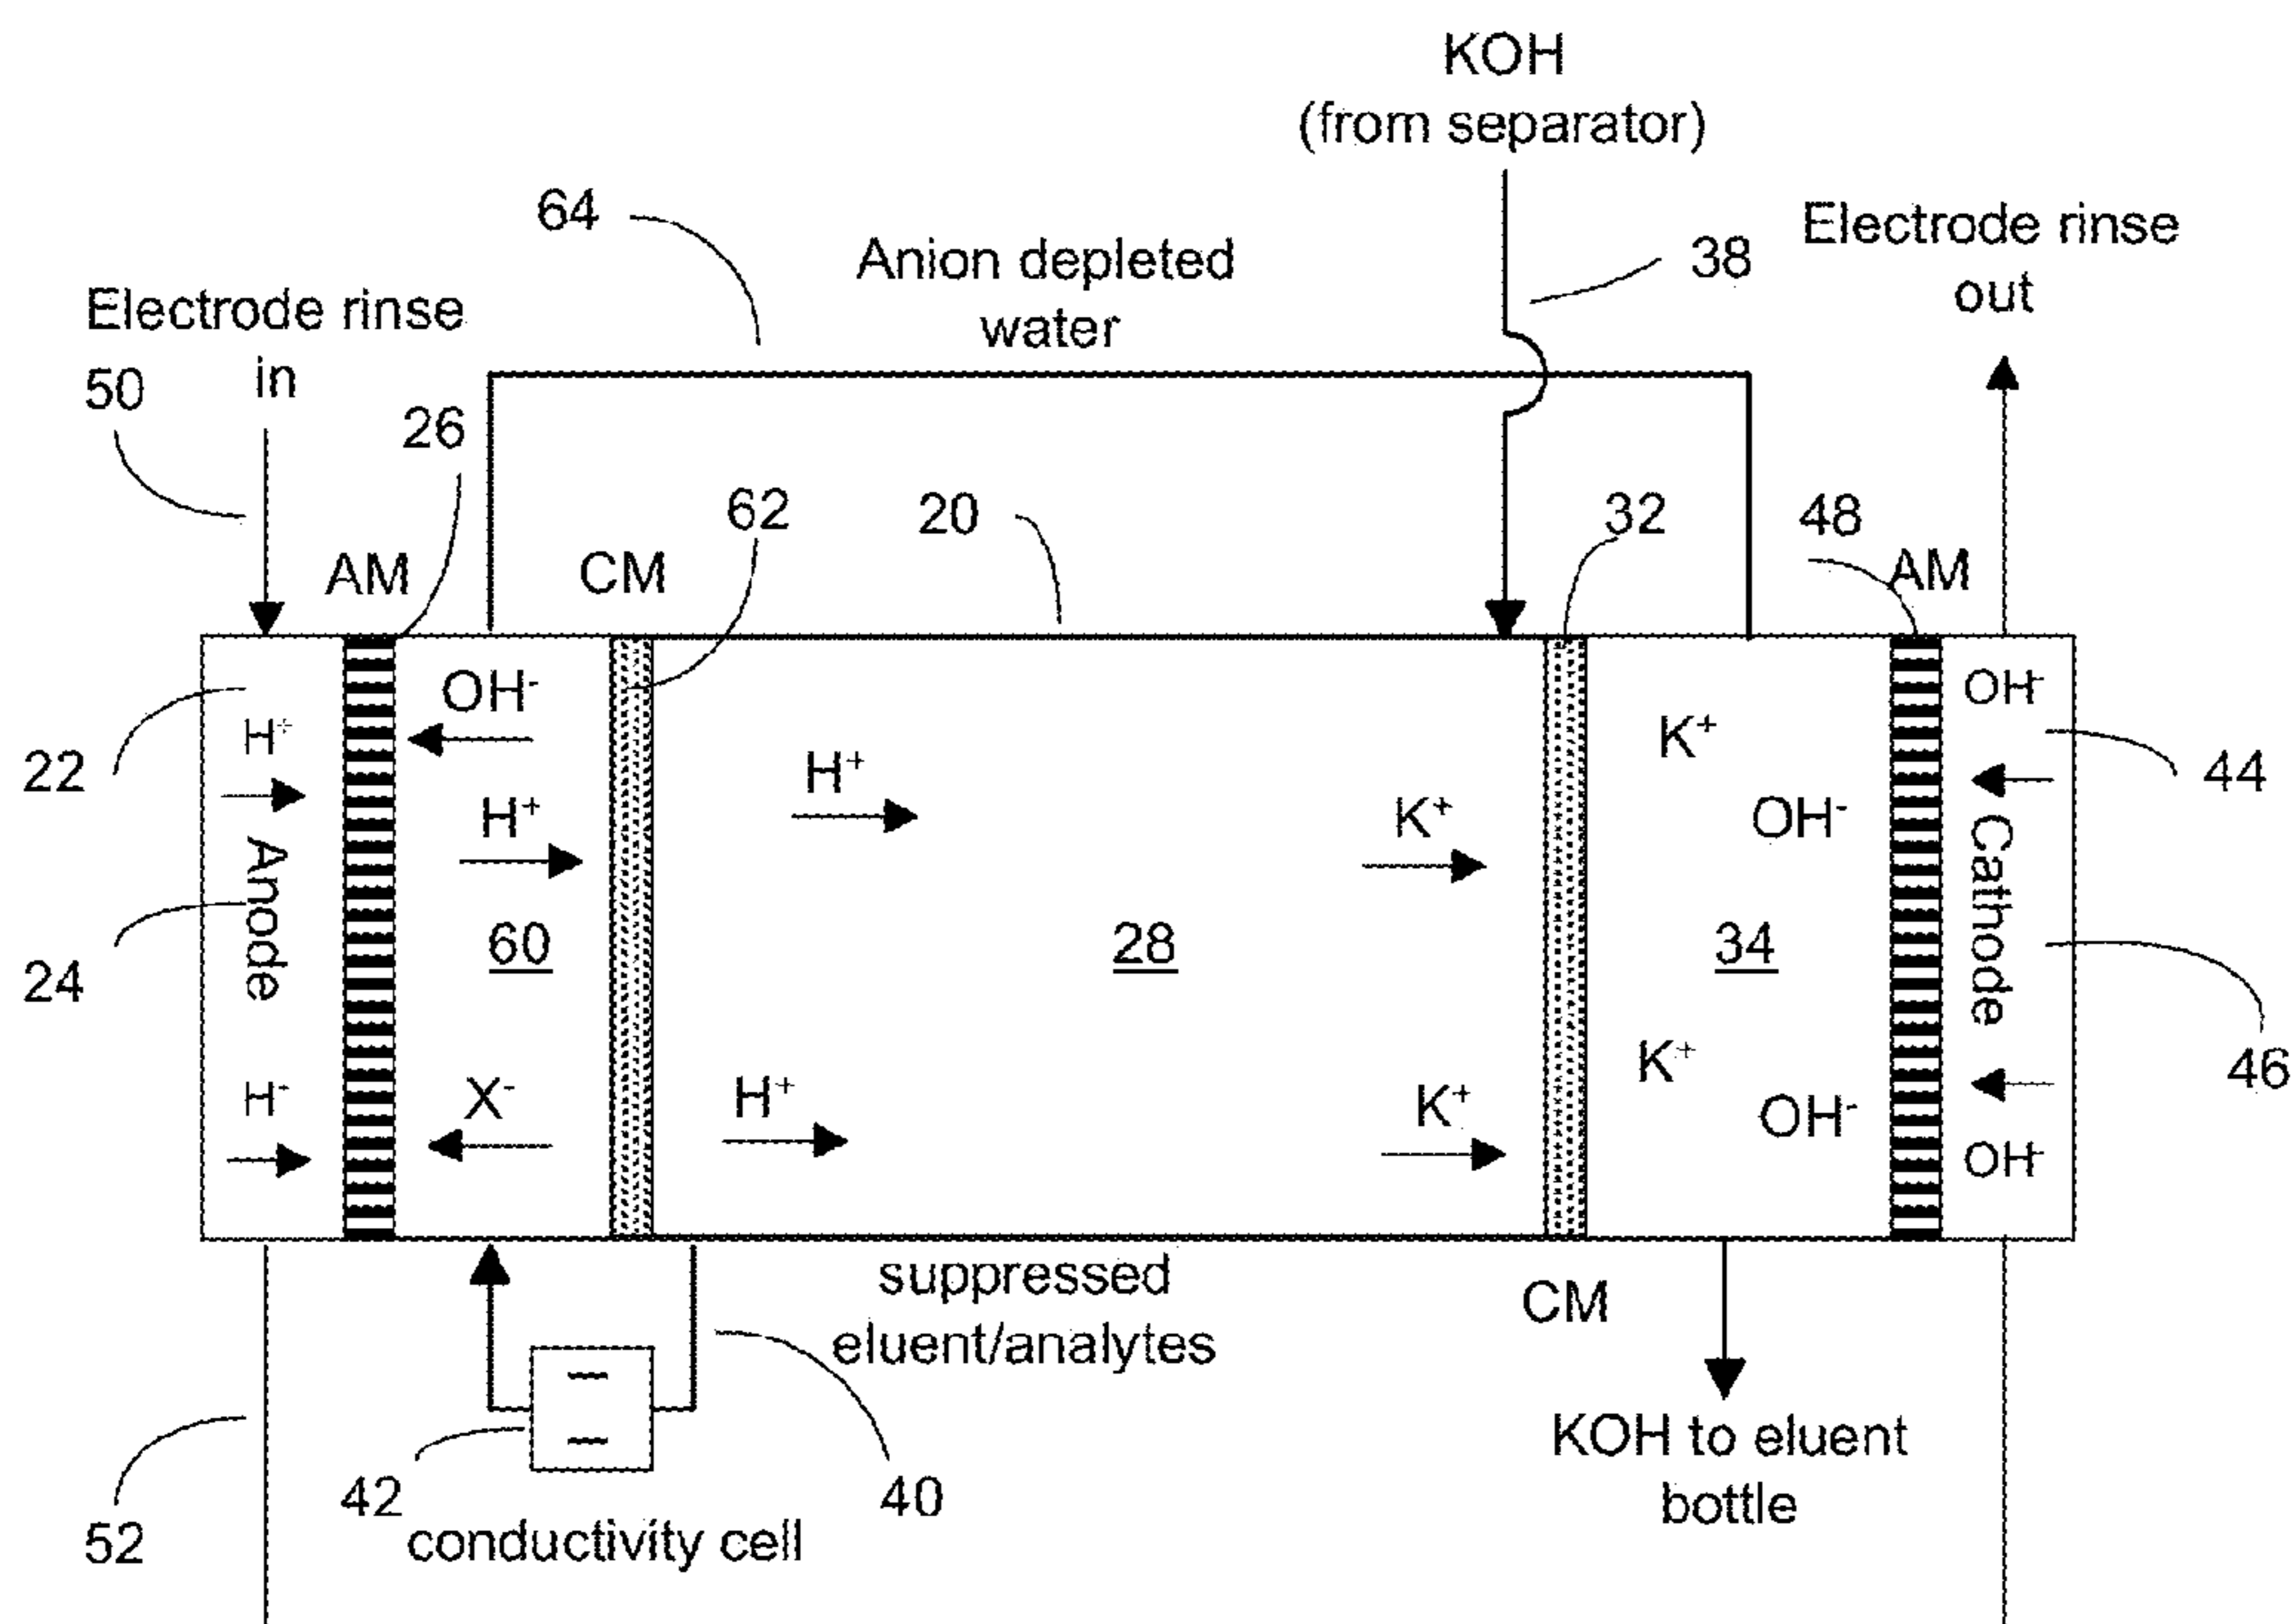 KOH
(from separator)
64
38
Electrode rinse
out
Anion depleted
water
Electrode rinse
in
50
26
62
20
32
48
AM
CM
AM
22
H⁺
OH⁻
H⁺
H⁺
K⁺
K⁺
OH⁻
OH⁻
44
24
Anode
60
28
34
Cathode
46
H⁺
X⁻
H⁺
K⁺
K⁺
OH⁻
OH⁻
suppressed
eluent/analytes
CM
42
40
conductivity cell
52
KOH to eluent
bottle